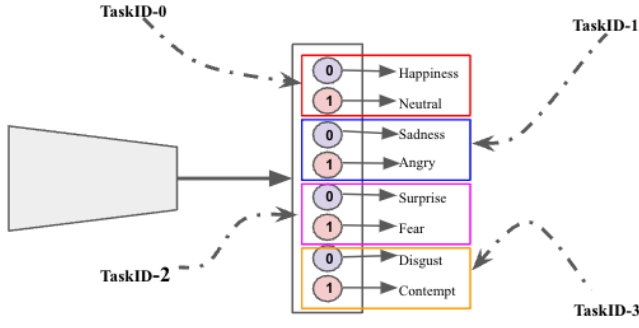 TaskID-0
TaskID-1
0 Happiness
1 Neutral
0 Sadness
1 Angry
0 Surprise
1 Fear
TaskID-2
0 Disgust
1 Contempt
TaskID-3